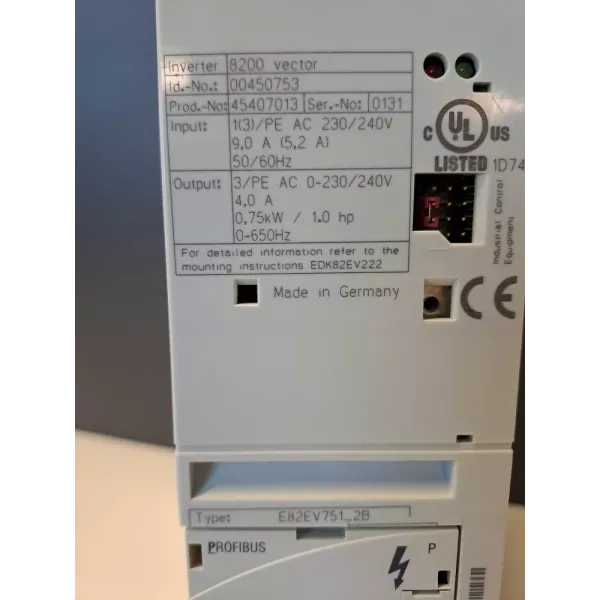 Inverter 8200 vector
Id.-No.: 00450753
Prod.-No: 45407013 Ser.-No: 0131
Input: 1(3)/PE AC 230/240V
9,0 A (5,2 A)
50/60Hz
Output: 3/PE AC 0-230/240V
4,0 A
0,75kW / 1.0 hp
0-650Hz
For detailed information refer to the
mounting instructions EDK82EV222
Made in Germany
C UL US
LISTED 1D74
Industrial Control
Equipment
CE
Type: E82EV751_2B
PROFIBUS
P